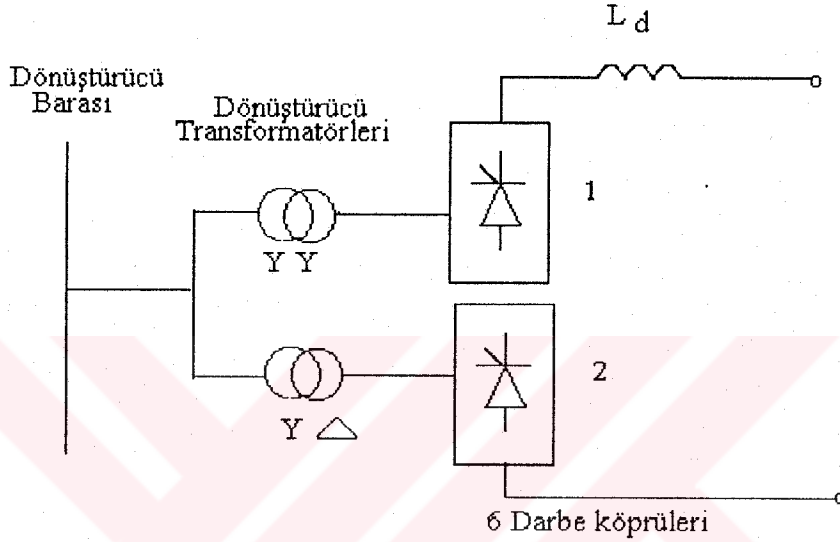 L d
Dönüştürücü
Barası
Dönüştürücü
Transformatörleri
1
Y Y
2
Y △
6 Darbe köprüleri